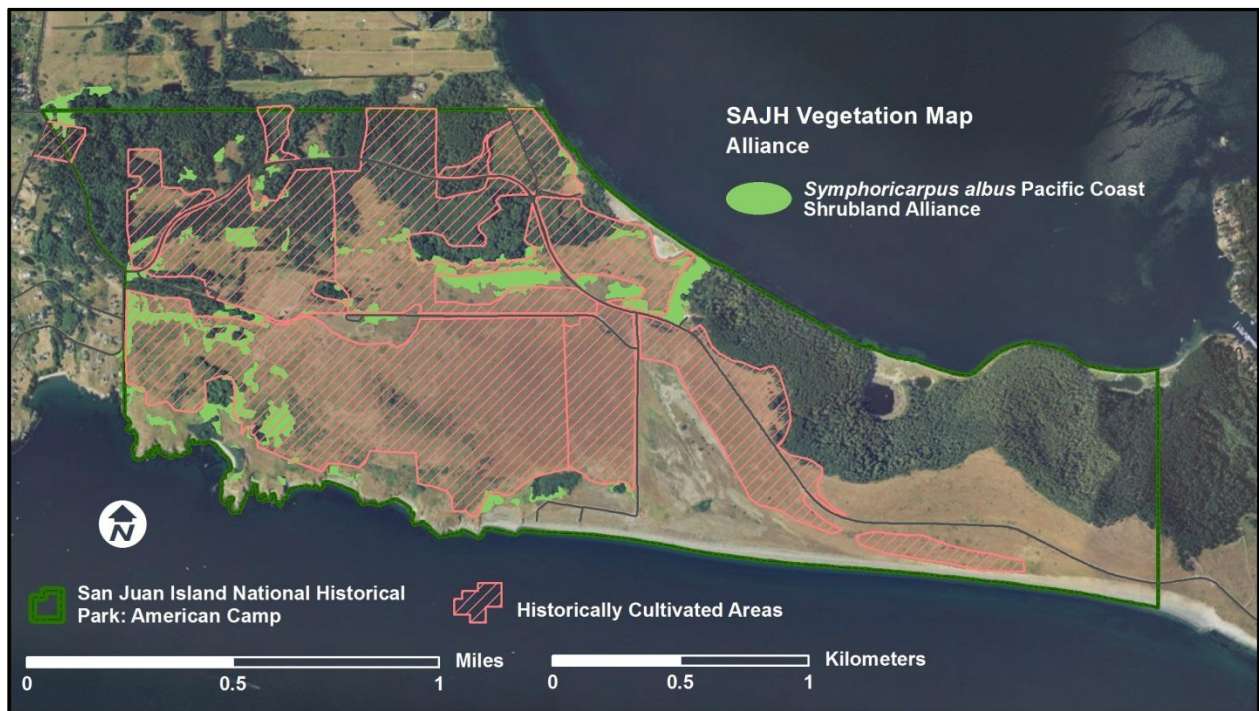 SAJH Vegetation Map
Alliance
Symphoricarpus albus Pacific Coast
Shrubland Alliance
N
San Juan Island National Historical
Park: American Camp
Historically Cultivated Areas
Miles
0 0.5 1
Kilometers
0 0.5 1